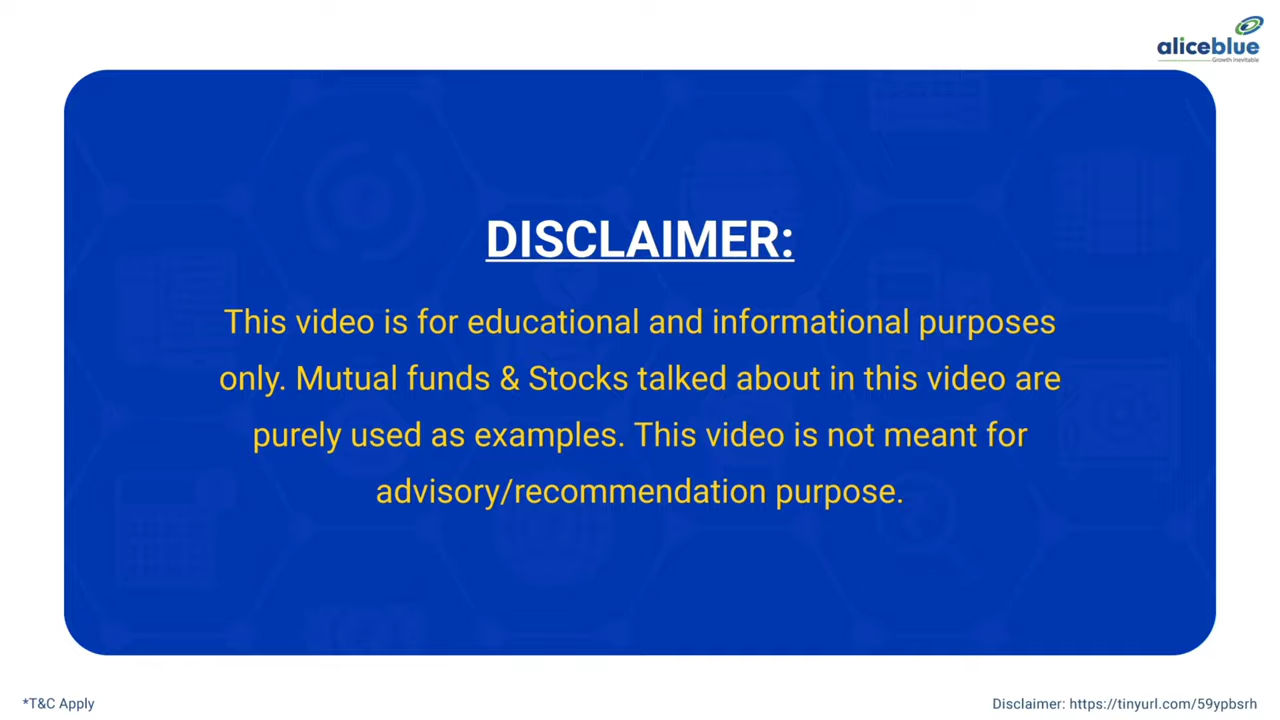 aliceblue
Growth inevitable
DISCLAIMER:
This video is for educational and informational purposes
only. Mutual funds & Stocks talked about in this video are
purely used as examples. This video is not meant for
advisory/recommendation purpose.
*T&C Apply
Disclaimer: https://tinyurl.com/59ypbsrh